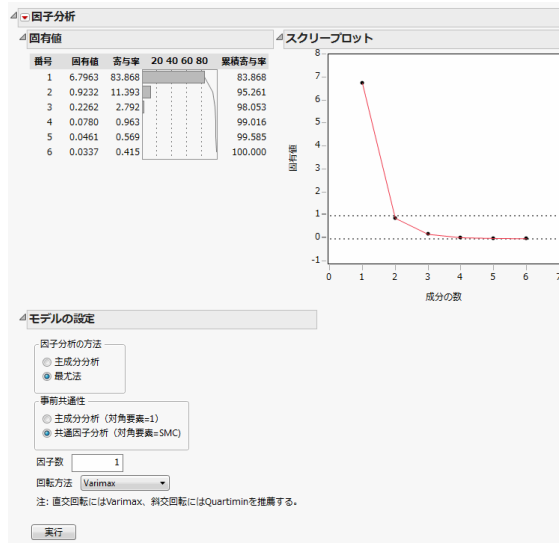 因子分析
固有値
番号 固有値 寄与率 20 40 60 80 累積寄与率
1 6.7963 83.868 83.868
2 0.9232 11.393 95.261
3 0.2262 2.792 98.053
4 0.0780 0.963 99.016
5 0.0461 0.569 99.585
6 0.0337 0.415 100.000
スクリープロット
8
7
6
5
4
3
2
1
0
-1
固有値
0 1 2 3 4 5 6 7
成分の数
モデルの設定
因子分析の方法
主成分分析
最尤法
事前共通性
主成分分析（対角要素=1）
共通因子分析（対角要素=SMC）
因子数 1
回転方法 Varimax
注: 直交回転にはVarimax、斜交回転にはQuartiminを推薦する。
実行